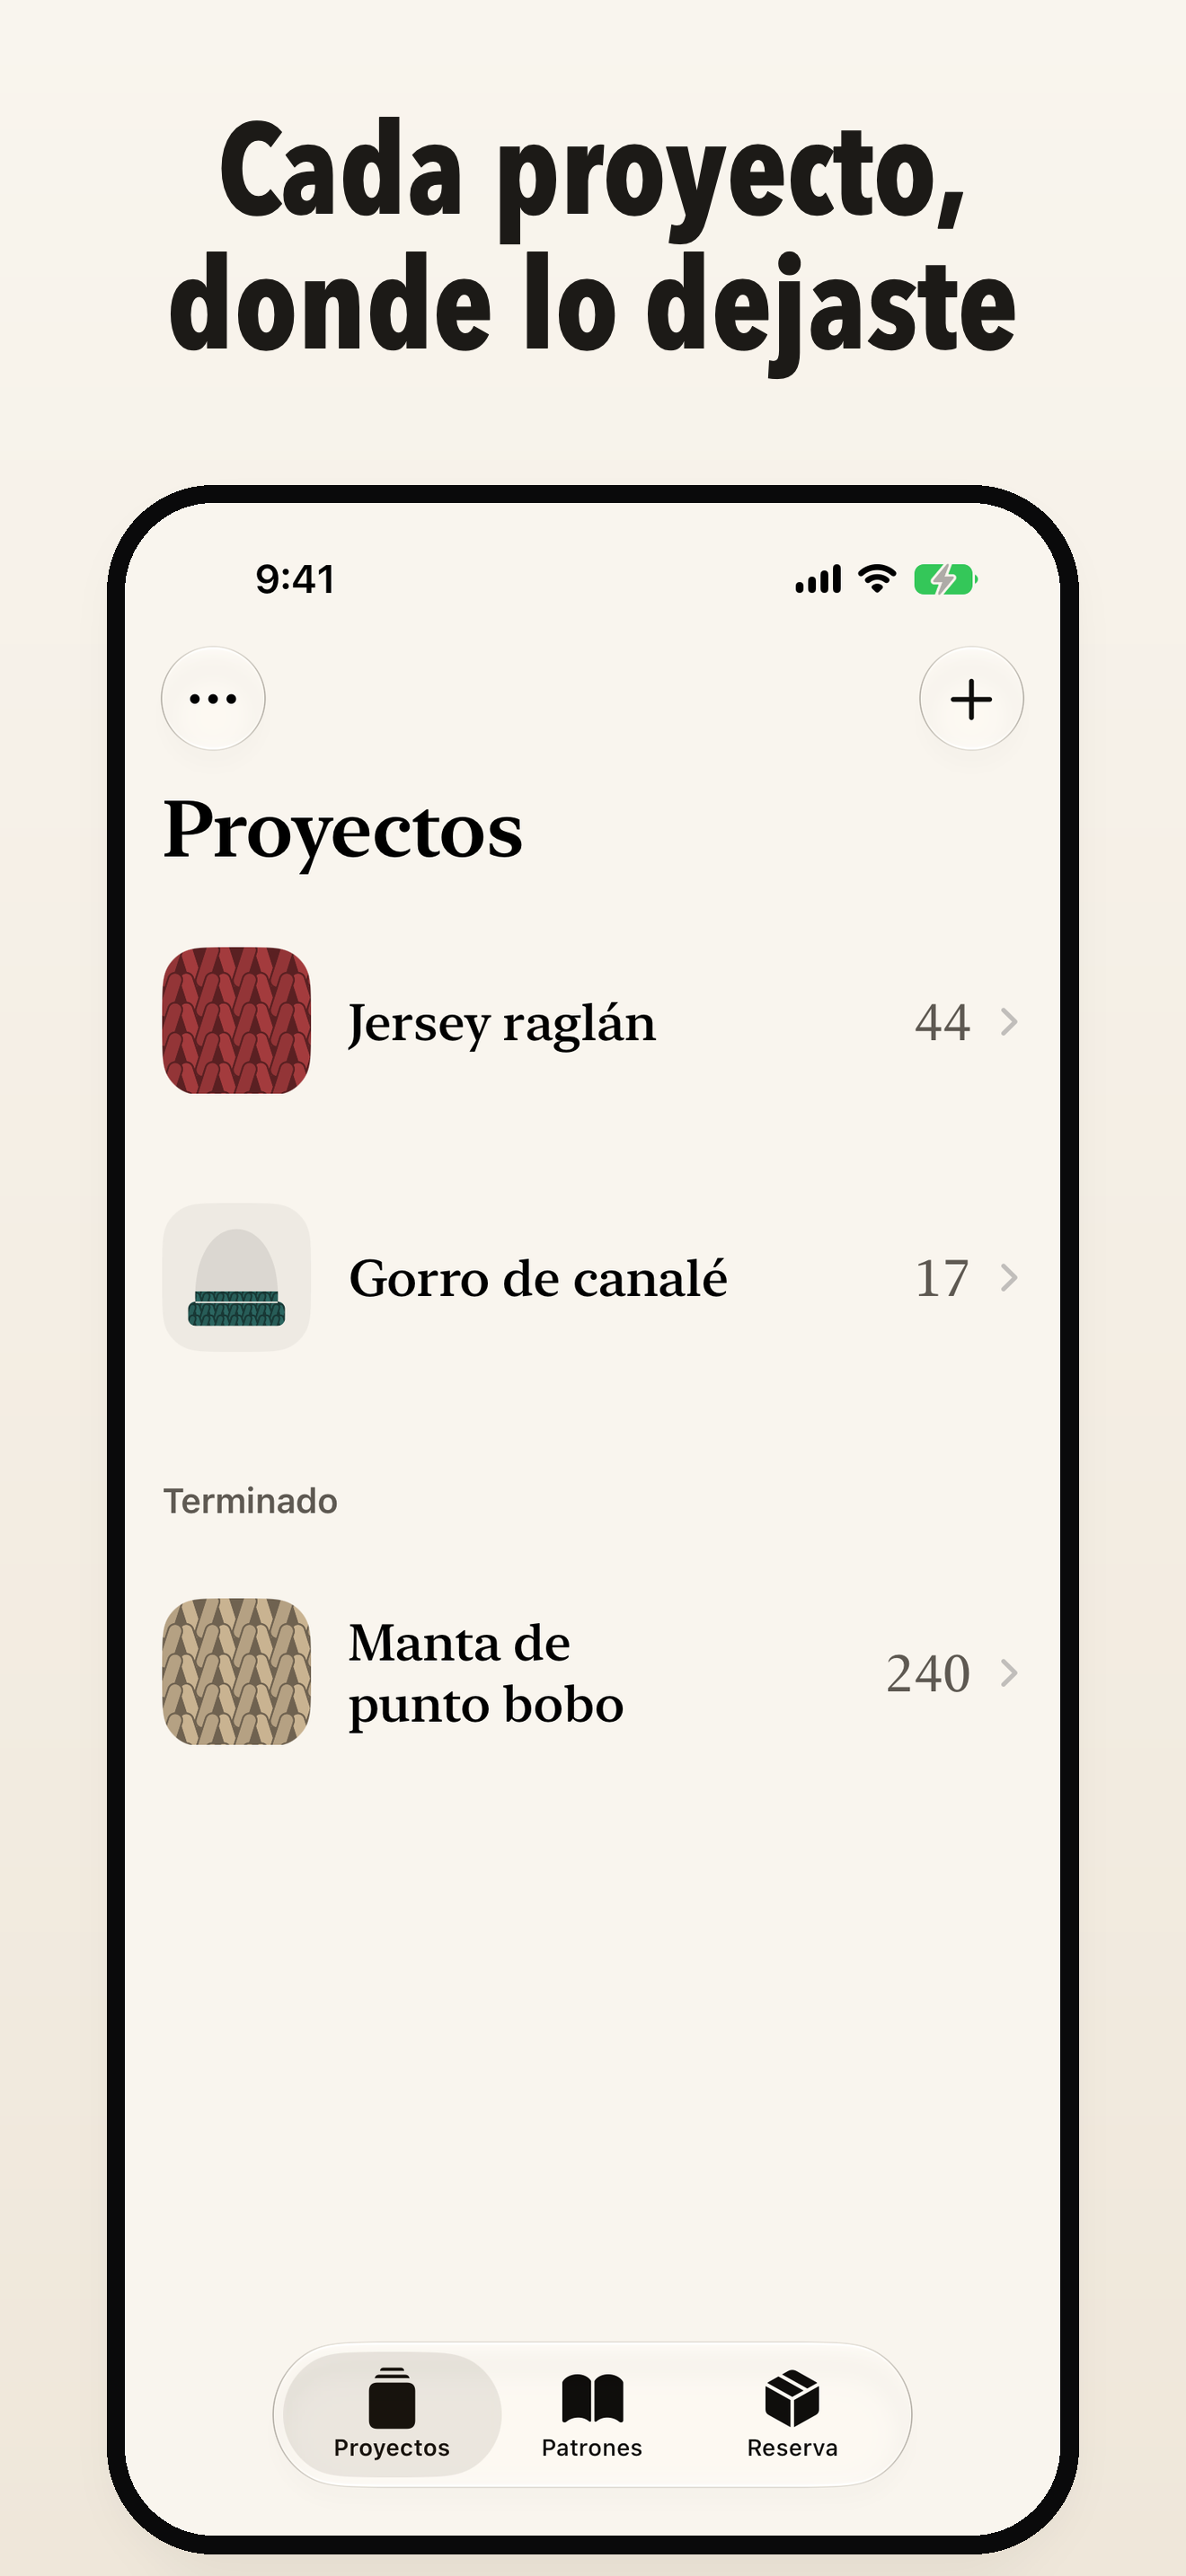 Cada proyecto,
donde lo dejaste
9:41
Proyectos
Jersey raglán
44
Gorro de canalé
17
Terminado
Manta de
punto bobo
240
Proyectos
Patrones
Reserva